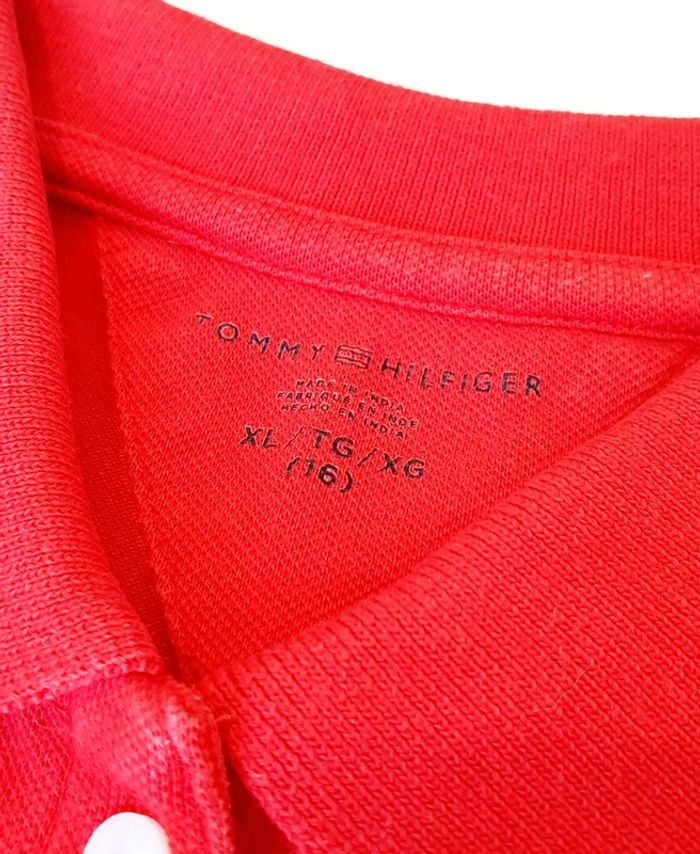 TOMMY HILFIGER
MADE IN INDIA
FABRIQUÉ EN INDE
HECHO EN INDIA
XL / TG / XG
(16)